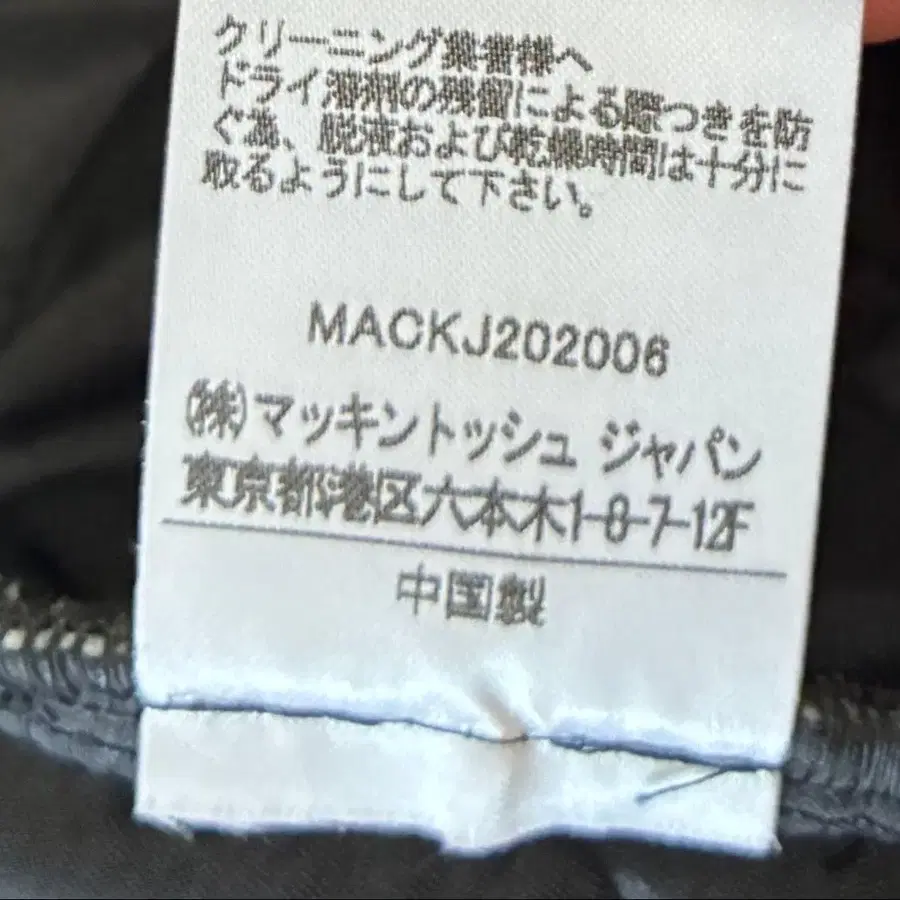 クリーニング業者様へ
ドライ溶剤の残留による際つきを防
ぐ為、脱液および乾燥時間は十分に
取るようにして下さい。
MACKJ202006
(株)マッキントッシュ ジャパン
東京都港区六本木1-8-7-12F
中国製